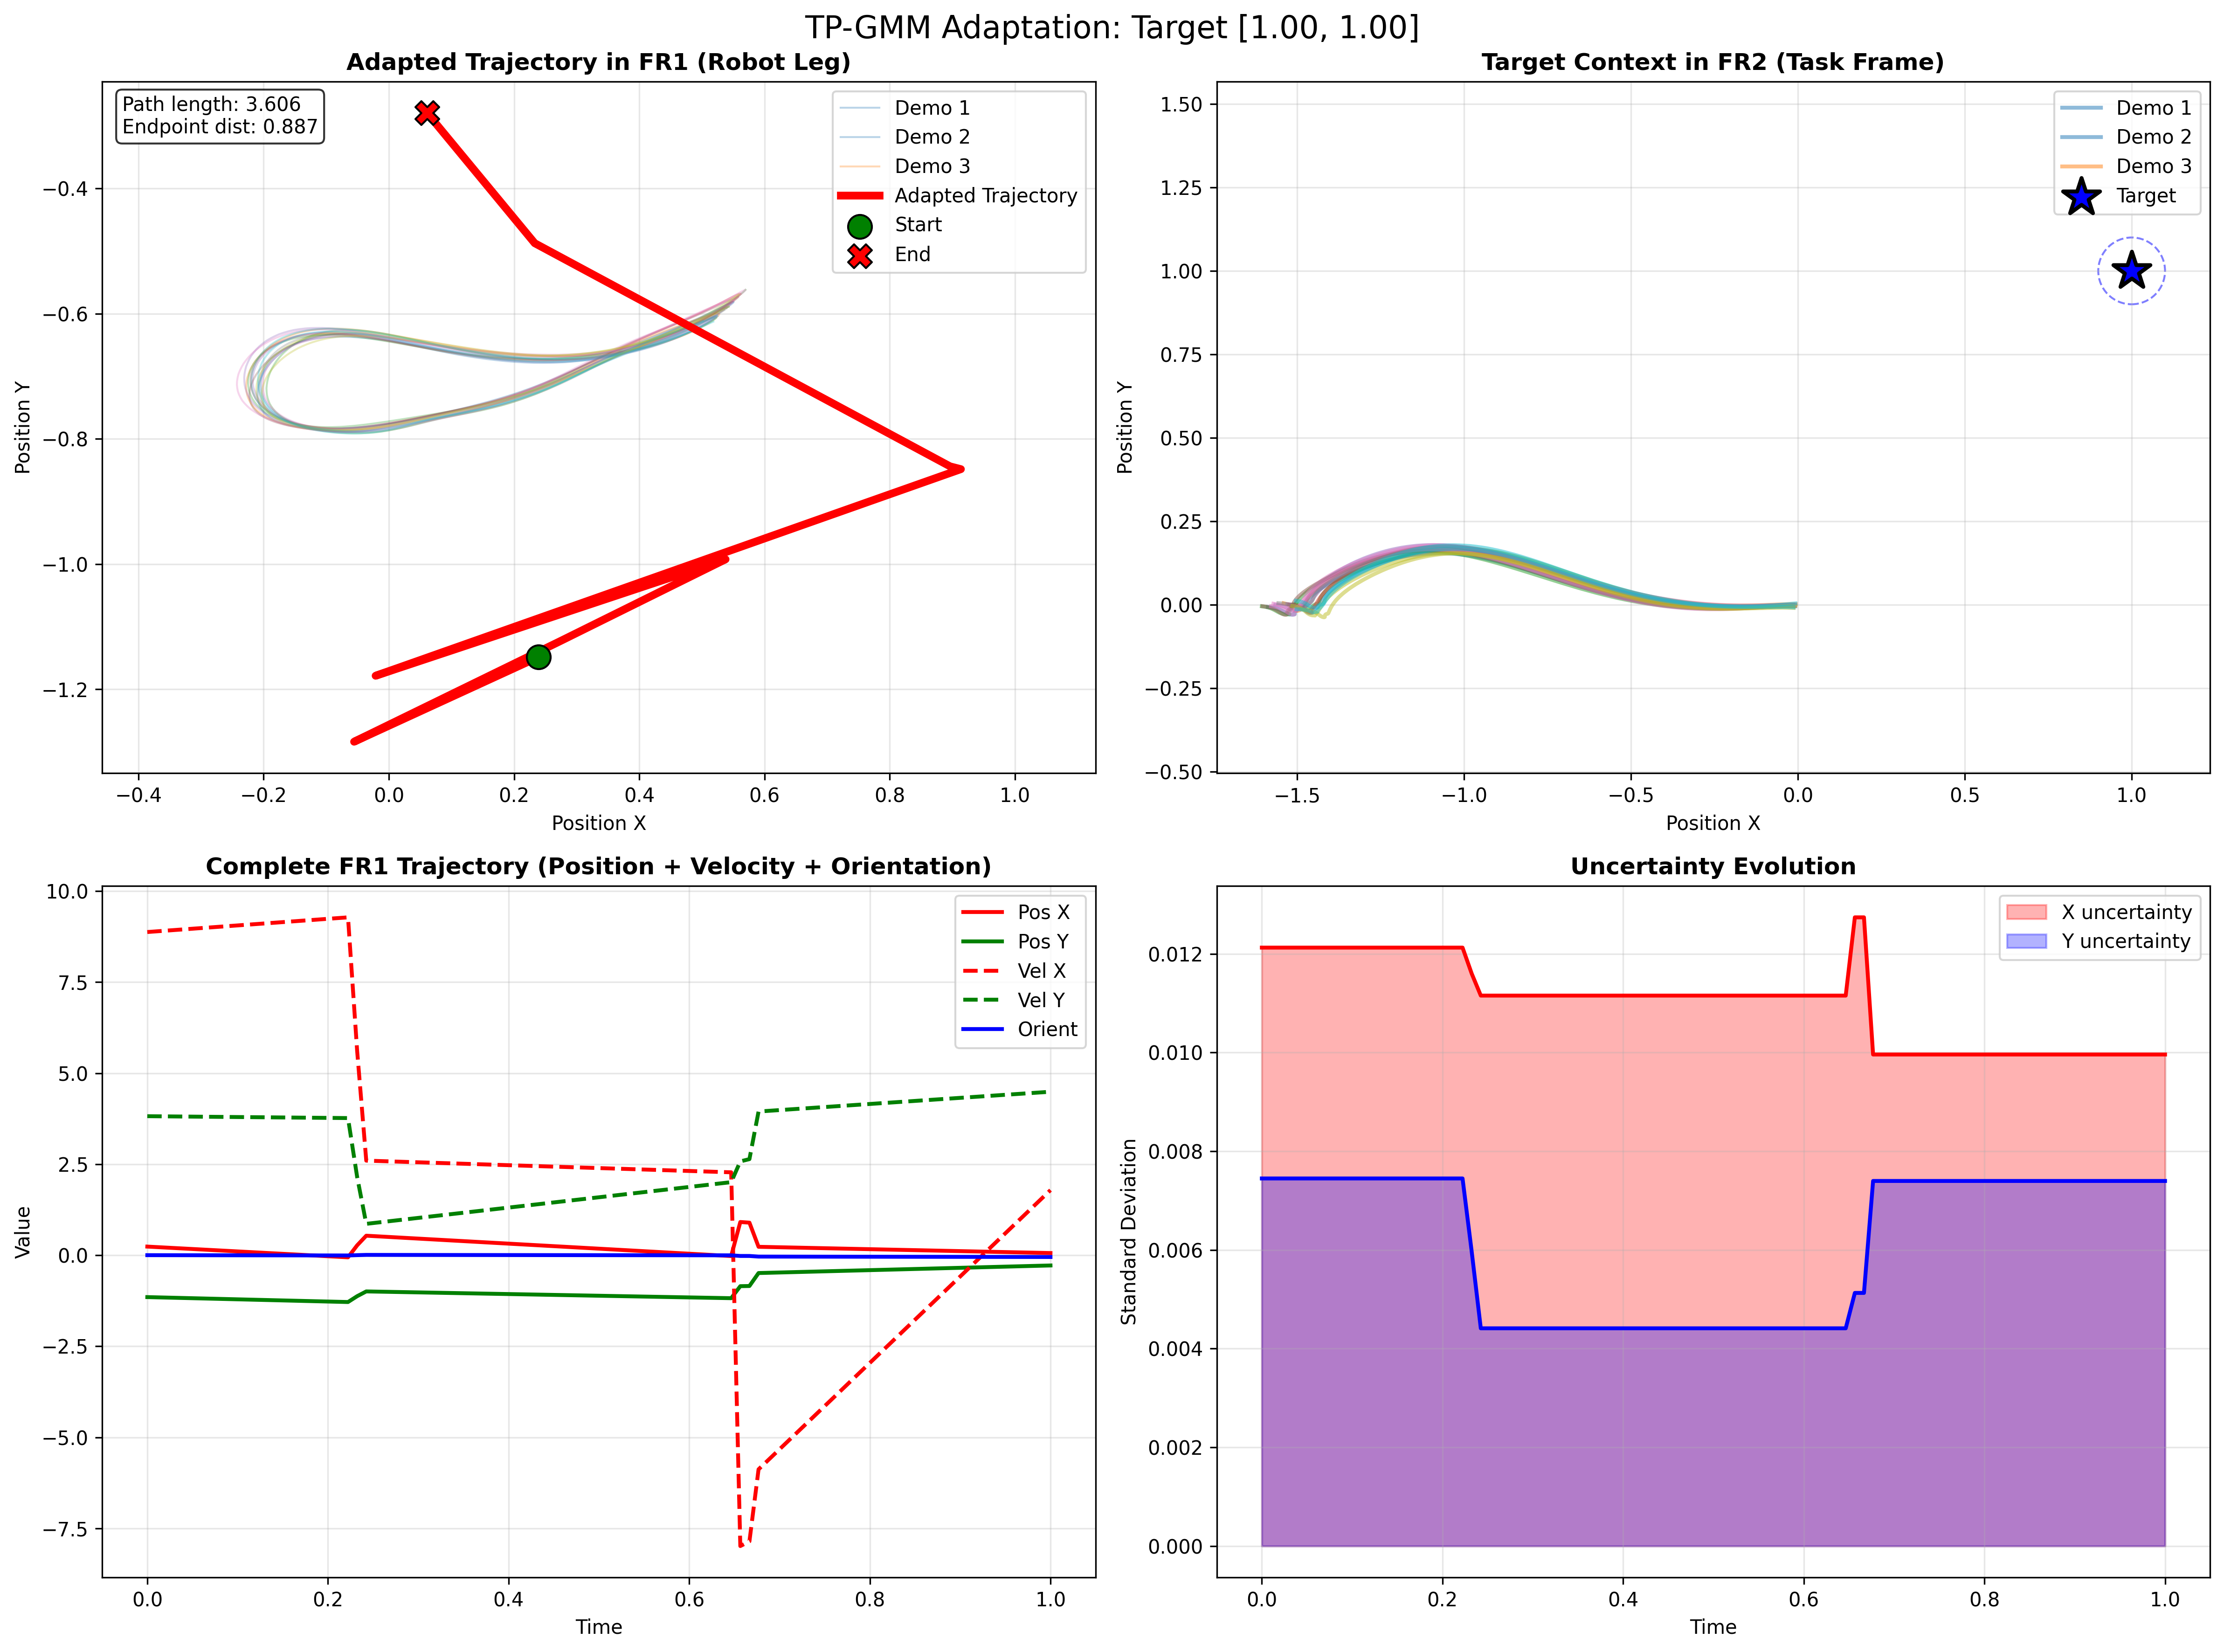 TP-GMM Adaptation: Target [1.00, 1.00]
Adapted Trajectory in FR1 (Robot Leg)
Path length: 3.606
Endpoint dist: 0.887
Demo 1
Demo 2
Demo 3
Adapted Trajectory
Start
End
Position Y
−0.4
−0.6
−0.8
−1.0
−1.2
−0.4
−0.2
0.0
0.2
0.4
0.6
0.8
1.0
Position X
Target Context in FR2 (Task Frame)
Demo 1
Demo 2
Demo 3
Target
Position Y
1.50
1.25
1.00
0.75
0.50
0.25
0.00
−0.25
−0.50
−1.5
−1.0
−0.5
0.0
0.5
1.0
Position X
Complete FR1 Trajectory (Position + Velocity + Orientation)
Pos X
Pos Y
Vel X
Vel Y
Orient
Value
10.0
7.5
5.0
2.5
0.0
−2.5
−5.0
−7.5
0.0
0.2
0.4
0.6
0.8
1.0
Time
Uncertainty Evolution
X uncertainty
Y uncertainty
Standard Deviation
0.012
0.010
0.008
0.006
0.004
0.002
0.000
0.0
0.2
0.4
0.6
0.8
1.0
Time